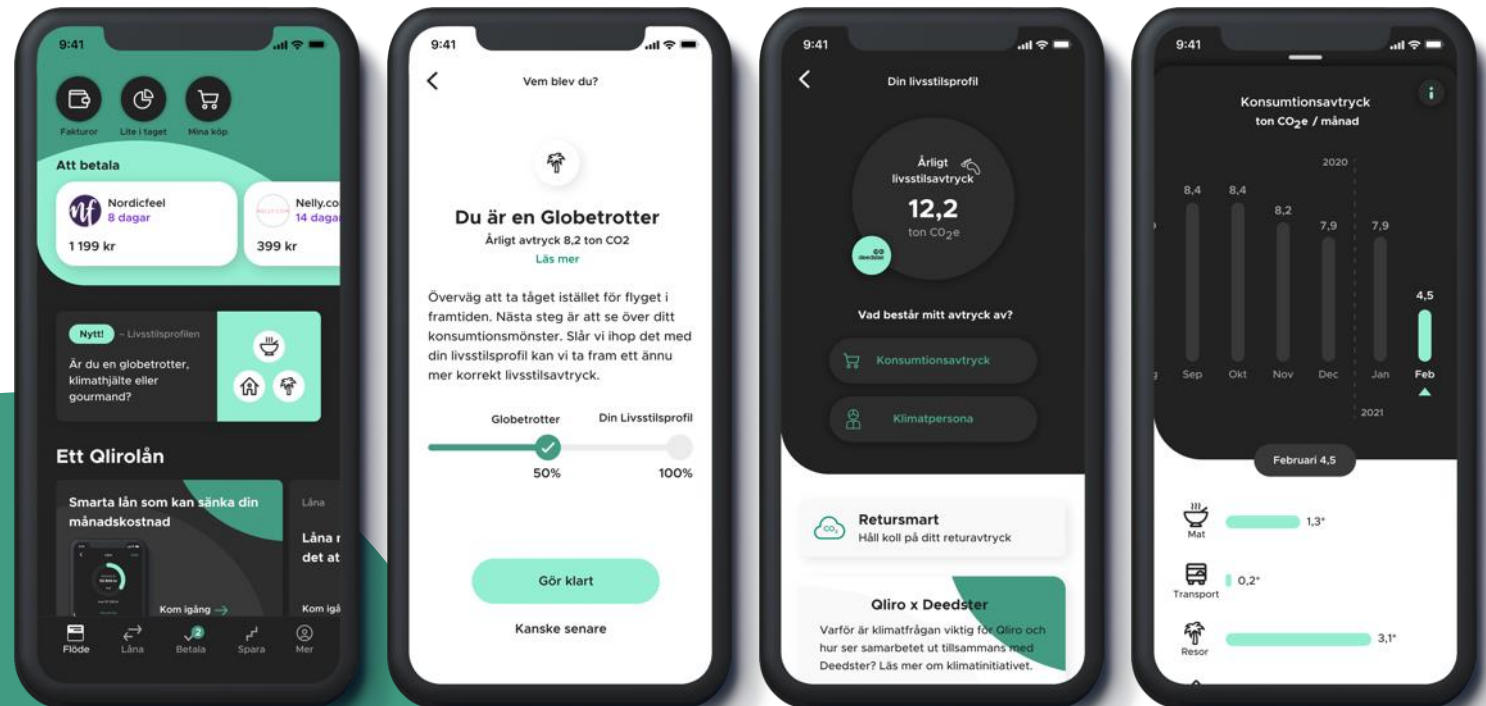 9:41
Fakturor
Lite i taget
Mina köp
Att betala
Nordicfeel
8 dagar
1 199 kr
NELLY.COM
Nelly.co
14 dagar
399 kr
Nytt!
– Livsstilsprofilen
Är du en globetrotter,
klimathjälte eller
gourmand?
Ett Qlirolån
Smarta lån som kan sänka din
månadskostnad
Kom igång →
Låna
Låna
det at
Kom igå
Flöde
Låna
2
Betala
Spara
Mer
9:41
Vem blev du?
Du är en Globetrotter
Årligt avtryck 8,2 ton CO2
Läs mer
Överväg att ta tåget istället för flyget i
framtiden. Nästa steg är att se över ditt
konsumtionsmönster. Slår vi ihop det med
din livsstilprofil kan vi ta fram ett ännu
mer korrekt livsstilsavtryck.
Globetrotter
Din Livsstilsprofil
50%
100%
Gör klart
Kanske senare
9:41
Din livsstilsprofil
Årligt
livsstilsavtryck
12,2
ton CO₂e
deedster
Vad består mitt avtryck av?
Konsumtionsavtryck
Klimatpersona
CO₂
Retursmart
Håll koll på ditt returavtryck
Qliro x Deedster
Varför är klimatfrågan viktig för Qliro och
hur ser samarbetet ut tillsammans med
Deedster? Läs mer om klimatinitiativet.
9:41
i
Konsumtionsavtryck
ton CO₂e / månad
2020
8,4
8,4
8,2
7,9
7,9
4,5
Sep
Okt
Nov
Dec
Jan
Feb
2021
Februari 4,5
Mat
1,3*
Transport
0,2*
Resor
3,1*